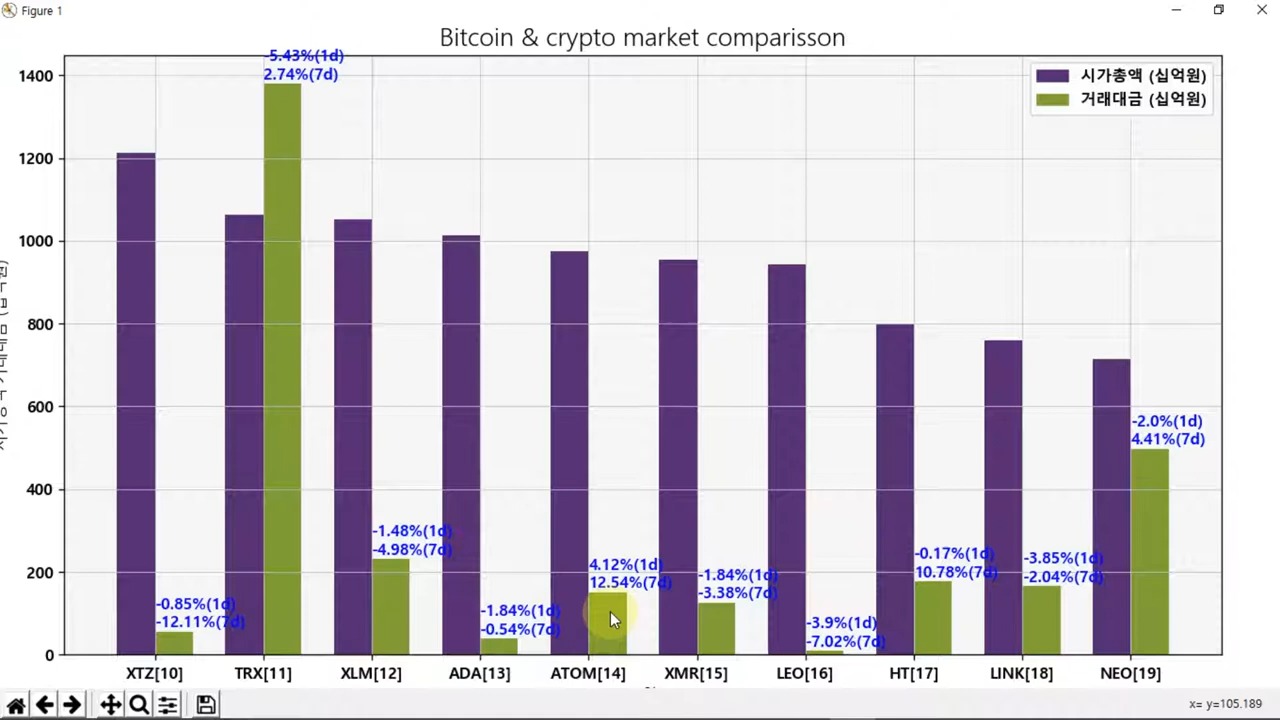 Figure 1
Bitcoin & crypto market comparisson
시가총액 (십억원)
거래대금 (십억원)
1400
1200
1000
800
600
400
200
0
-0.85%(1d)
-12.11%(7d)
-5.43%(1d)
2.74%(7d)
-1.48%(1d)
-4.98%(7d)
-1.84%(1d)
-0.54%(7d)
4.12%(1d)
12.54%(7d)
-1.84%(1d)
-3.38%(7d)
-3.9%(1d)
-7.02%(7d)
-0.17%(1d)
10.78%(7d)
-3.85%(1d)
-2.04%(7d)
-2.0%(1d)
4.41%(7d)
XTZ[10] TRX[11] XLM[12] ADA[13] ATOM[14] XMR[15] LEO[16] HT[17] LINK[18] NEO[19]
x= y=105.189